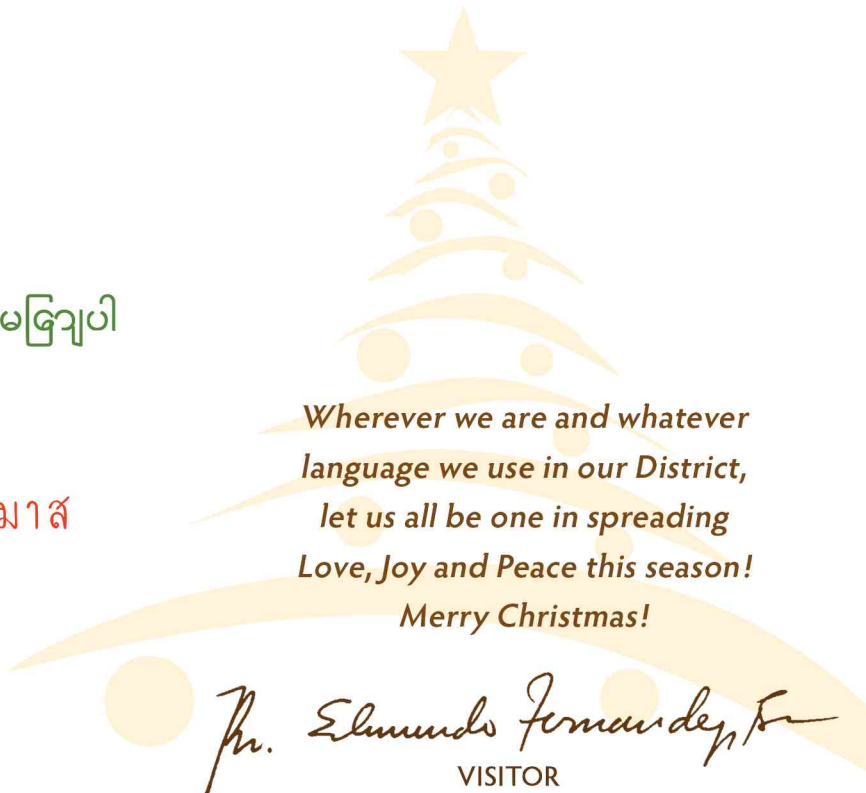 Wherever we are and whatever
language we use in our District,
let us all be one in spreading
Love, Joy and Peace this season!
Merry Christmas!
Br. Edmundo Fernandez, FSC
VISITOR
มาส